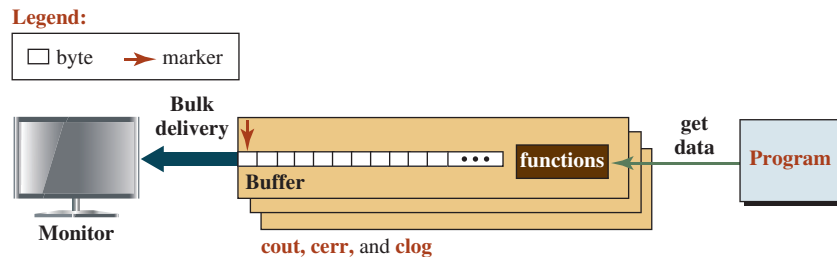 Legend:
byte
marker
Bulk
delivery
get
data
functions
Program
Buffer
Monitor
cout, cerr, and clog